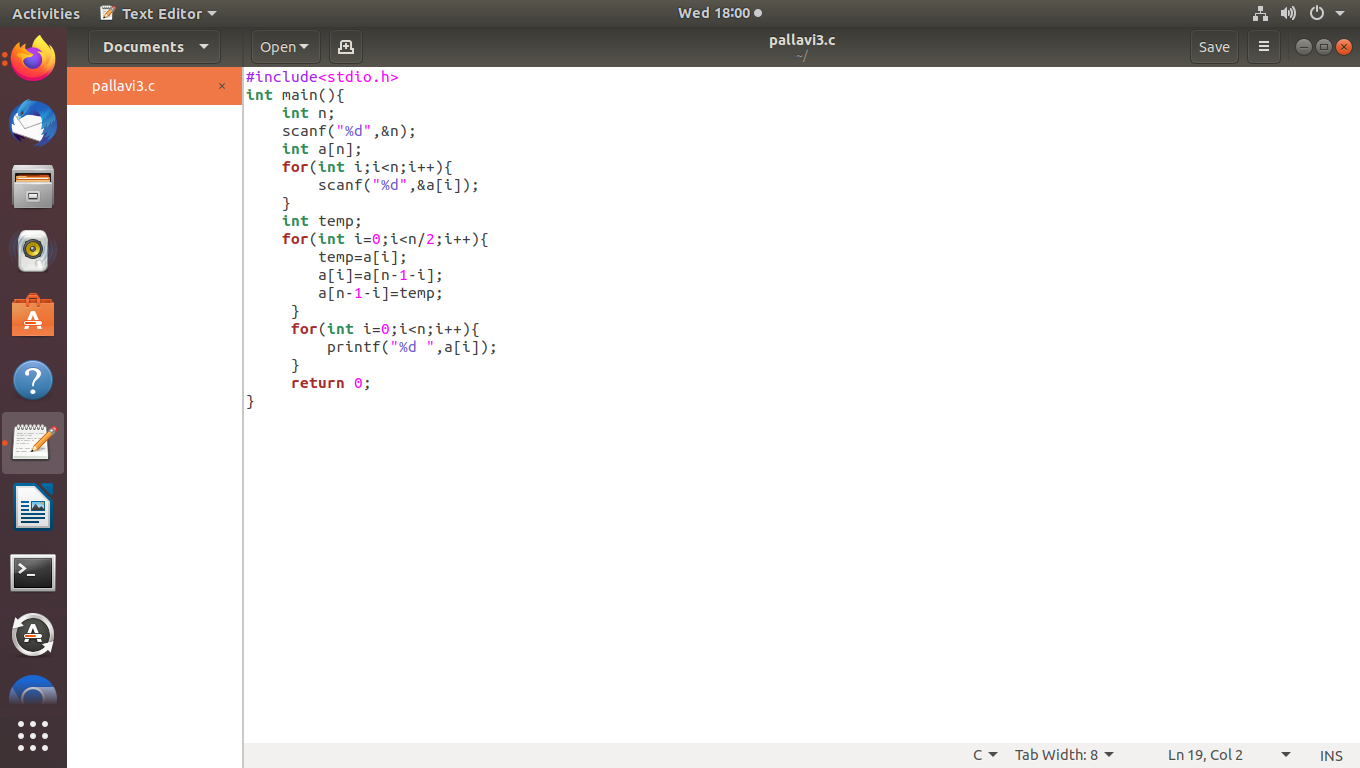 Activities Text Editor Wed 18:00
Documents Open pallavi3.c Save
~/
pallavi3.c ×
#include<stdio.h>
int main(){
    int n;
    scanf("%d",&n);
    int a[n];
    for(int i;i<n;i++){
        scanf("%d",&a[i]);
    }
    int temp;
    for(int i=0;i<n/2;i++){
        temp=a[i];
        a[i]=a[n-1-i];
        a[n-1-i]=temp;
     }
     for(int i=0;i<n;i++){
         printf("%d ",a[i]);
     }
     return 0;
}
C Tab Width: 8 Ln 19, Col 2 INS